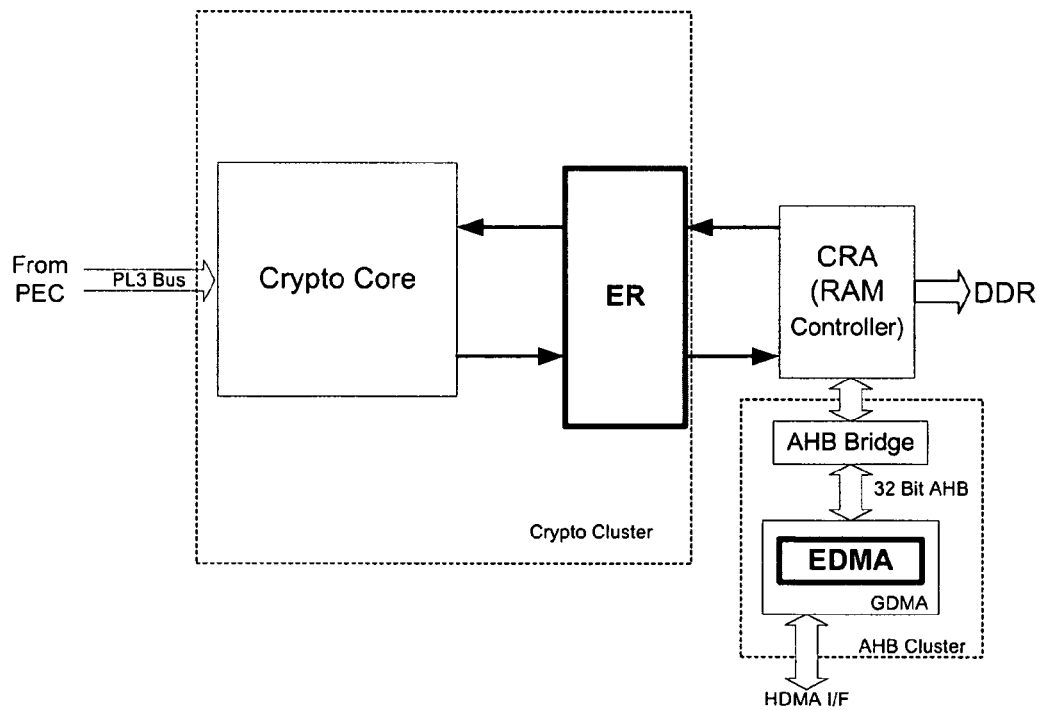 From
PEC
PL3 Bus
Crypto Core
ER
CRA
(RAM
Controller)
DDR
Crypto Cluster
AHB Bridge
32 Bit AHB
EDMA
GDMA
AHB Cluster
HDMA I/F